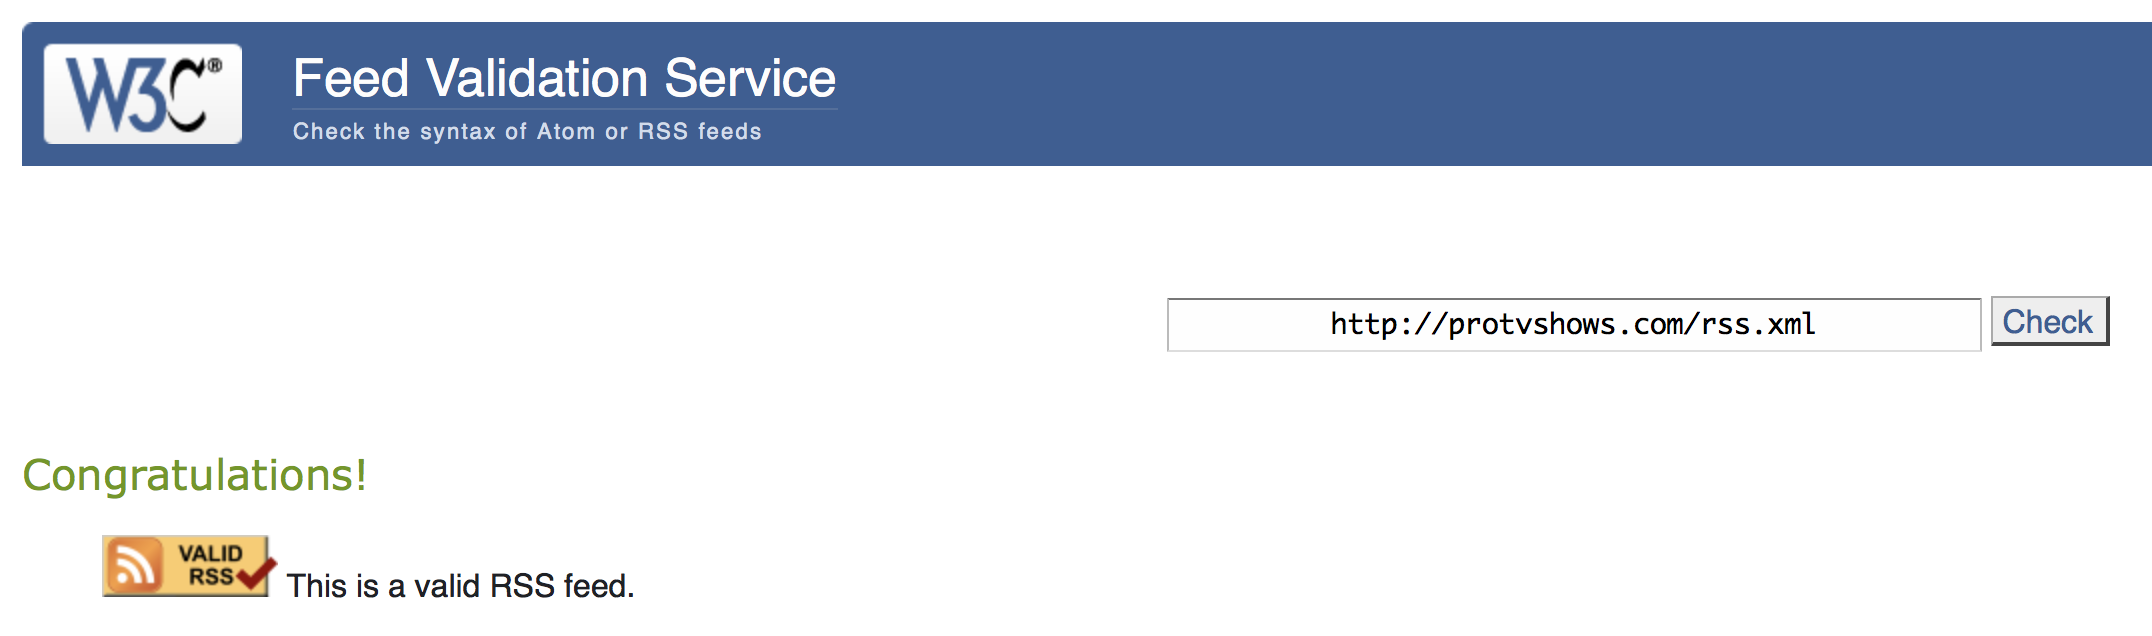 W3C®
Feed Validation Service
Check the syntax of Atom or RSS feeds
http://protvshows.com/rss.xml
Check
Congratulations!
VALID
RSS
This is a valid RSS feed.